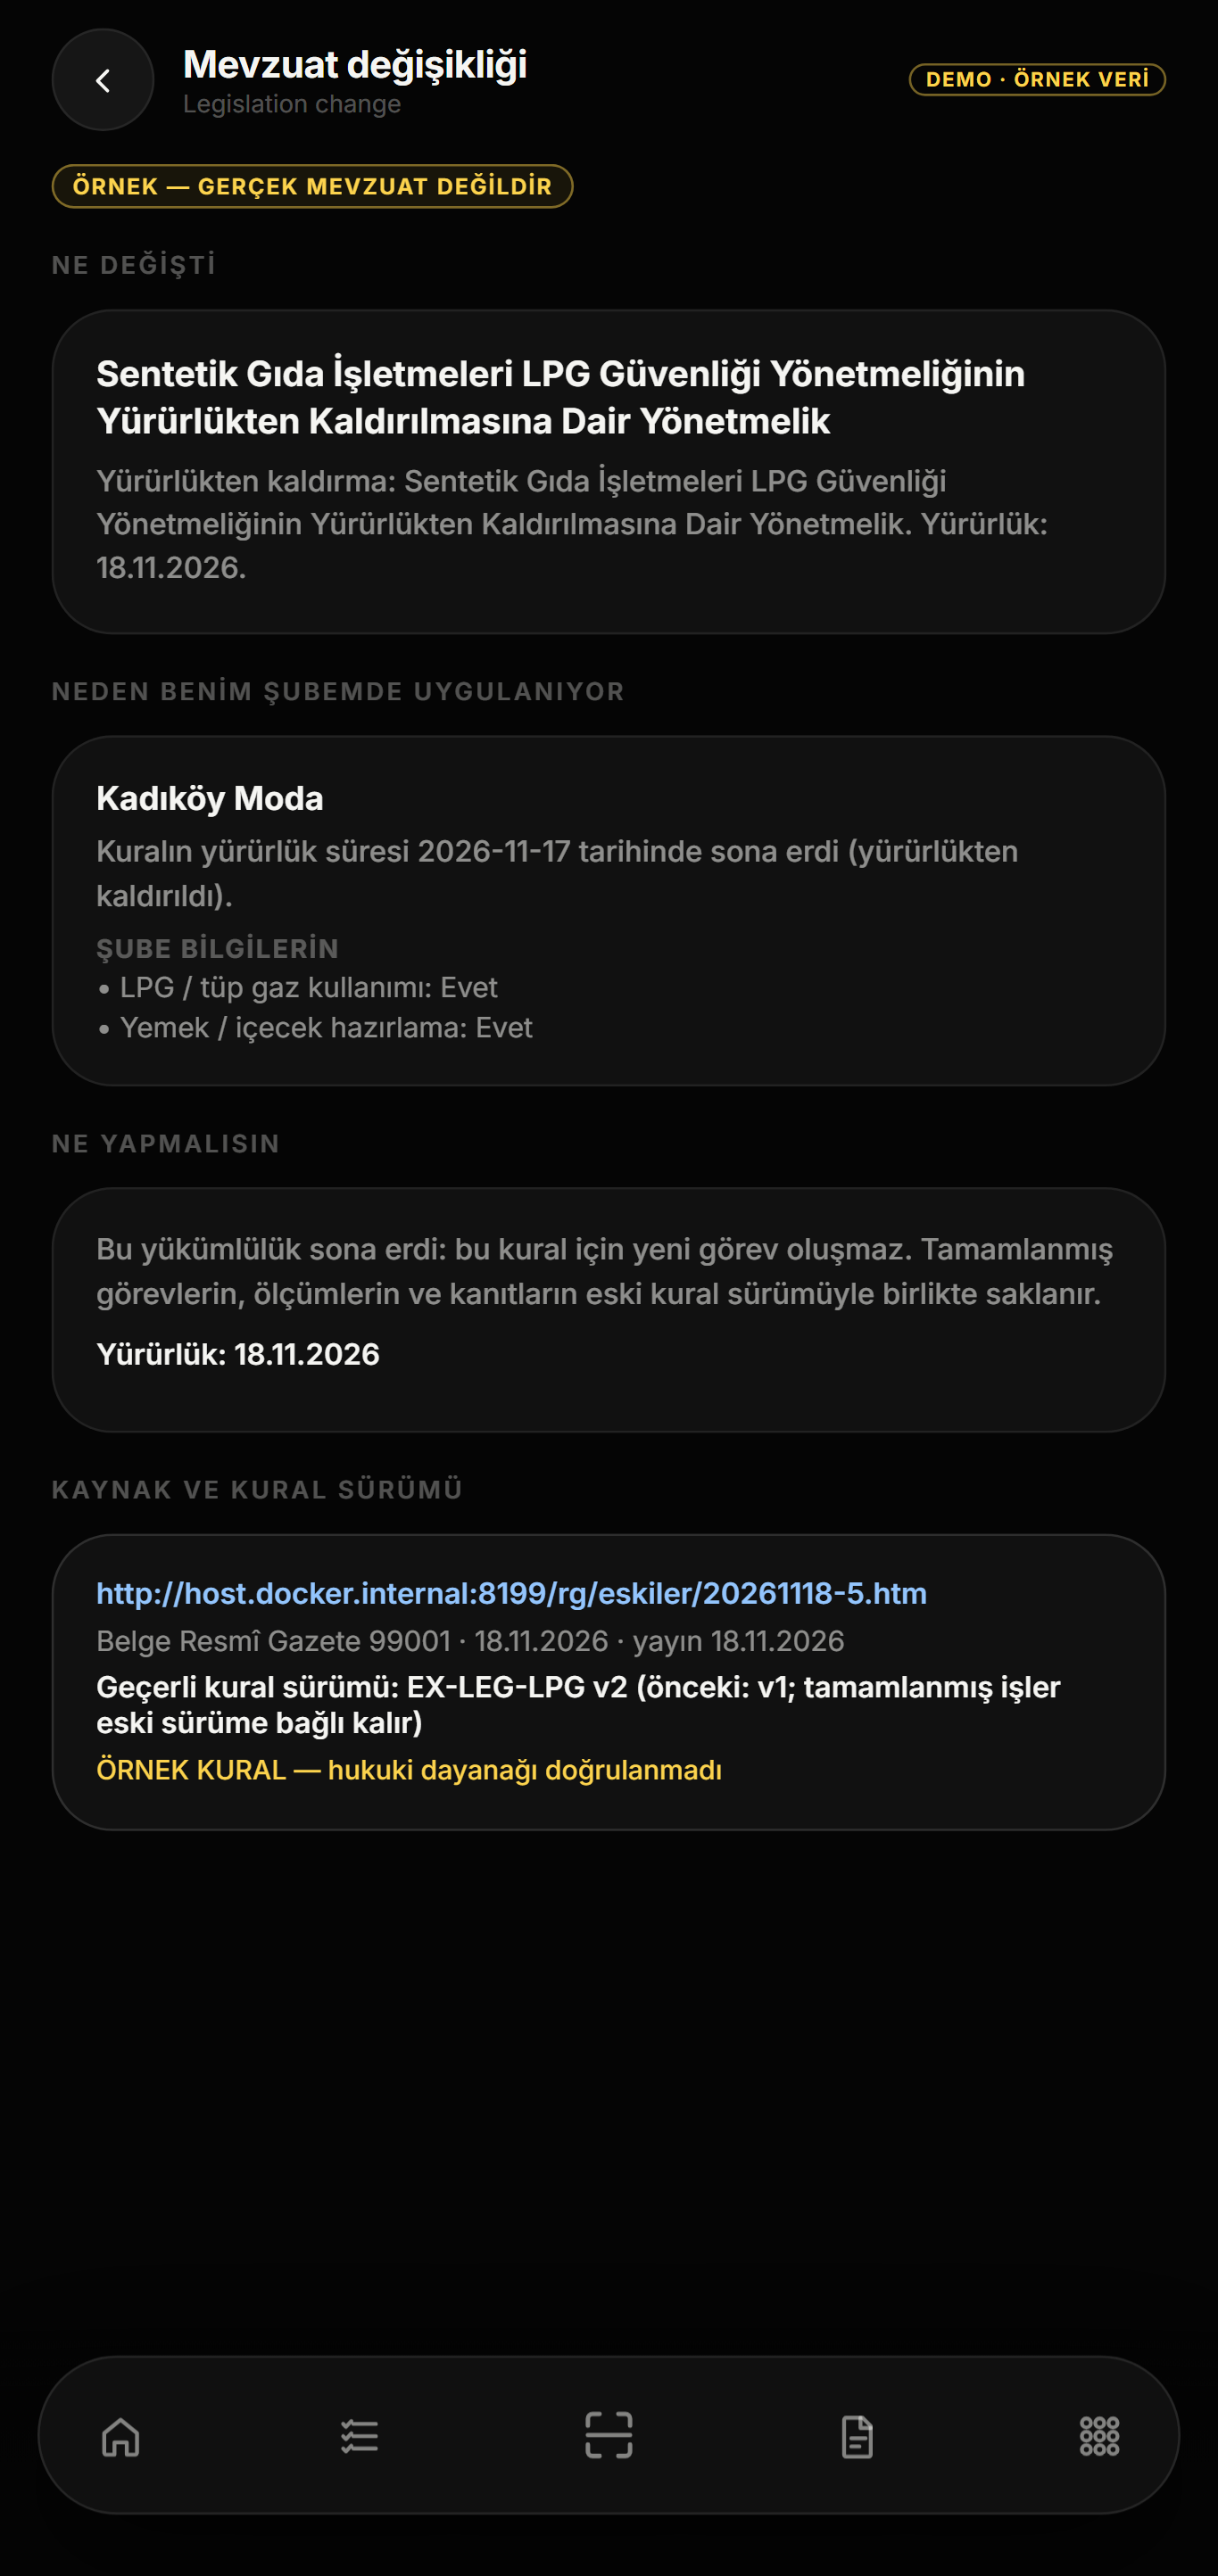 Mevzuat değişikliği
Legislation change
DEMO · ÖRNEK VERİ
ÖRNEK — GERÇEK MEVZUAT DEĞİLDİR
NE DEĞİŞTİ
Sentetik Gıda İşletmeleri LPG Güvenliği Yönetmeliğinin
Yürürlükten Kaldırılmasına Dair Yönetmelik
Yürürlükten kaldırma: Sentetik Gıda İşletmeleri LPG Güvenliği
Yönetmeliğinin Yürürlükten Kaldırılmasına Dair Yönetmelik. Yürürlük:
18.11.2026.
NEDEN BENİM ŞUBEMDE UYGULANIYOR
Kadıköy Moda
Kuralın yürürlük süresi 2026-11-17 tarihinde sona erdi (yürürlükten
kaldırıldı).
ŞUBE BİLGİLERİN
• LPG / tüp gaz kullanımı: Evet
• Yemek / içecek hazırlama: Evet
NE YAPMALISIN
Bu yükümlülük sona erdi: bu kural için yeni görev oluşmaz. Tamamlanmış
görevlerin, ölçümlerin ve kanıtların eski kural sürümüyle birlikte saklanır.
Yürürlük: 18.11.2026
KAYNAK VE KURAL SÜRÜMÜ
http://host.docker.internal:8199/rg/eskiler/20261118-5.htm
Belge Resmî Gazete 99001 · 18.11.2026 · yayın 18.11.2026
Geçerli kural sürümü: EX-LEG-LPG v2 (önceki: v1; tamamlanmış işler
eski sürüme bağlı kalır)
ÖRNEK KURAL — hukuki dayanağı doğrulanmadı